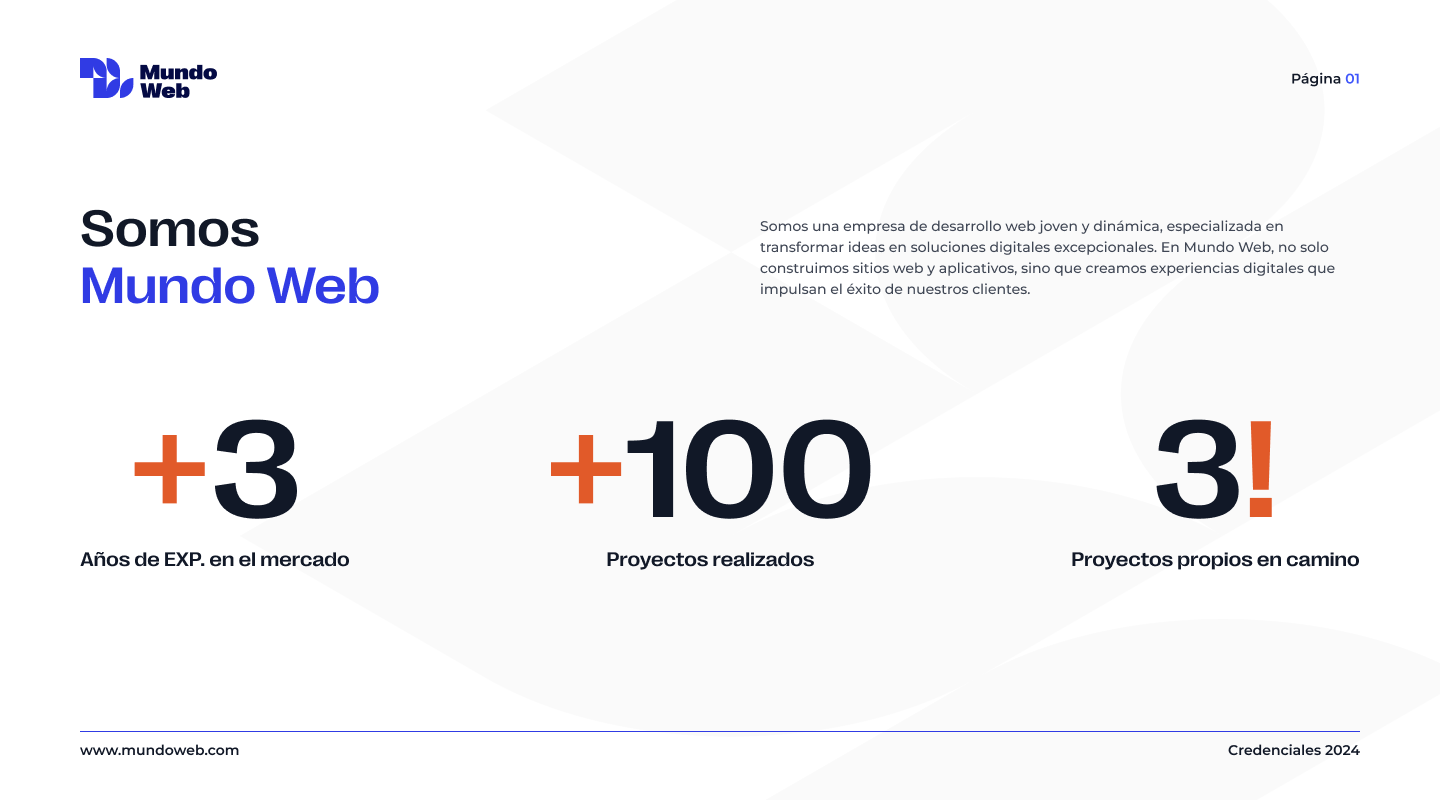 Mundo
Web
Página 01
Somos
Mundo Web
Somos una empresa de desarrollo web joven y dinámica, especializada en
transformar ideas en soluciones digitales excepcionales. En Mundo Web, no solo
construimos sitios web y aplicativos, sino que creamos experiencias digitales que
impulsan el éxito de nuestros clientes.
+3
Años de EXP. en el mercado
+100
Proyectos realizados
3!
Proyectos propios en camino
www.mundoweb.com
Credenciales 2024